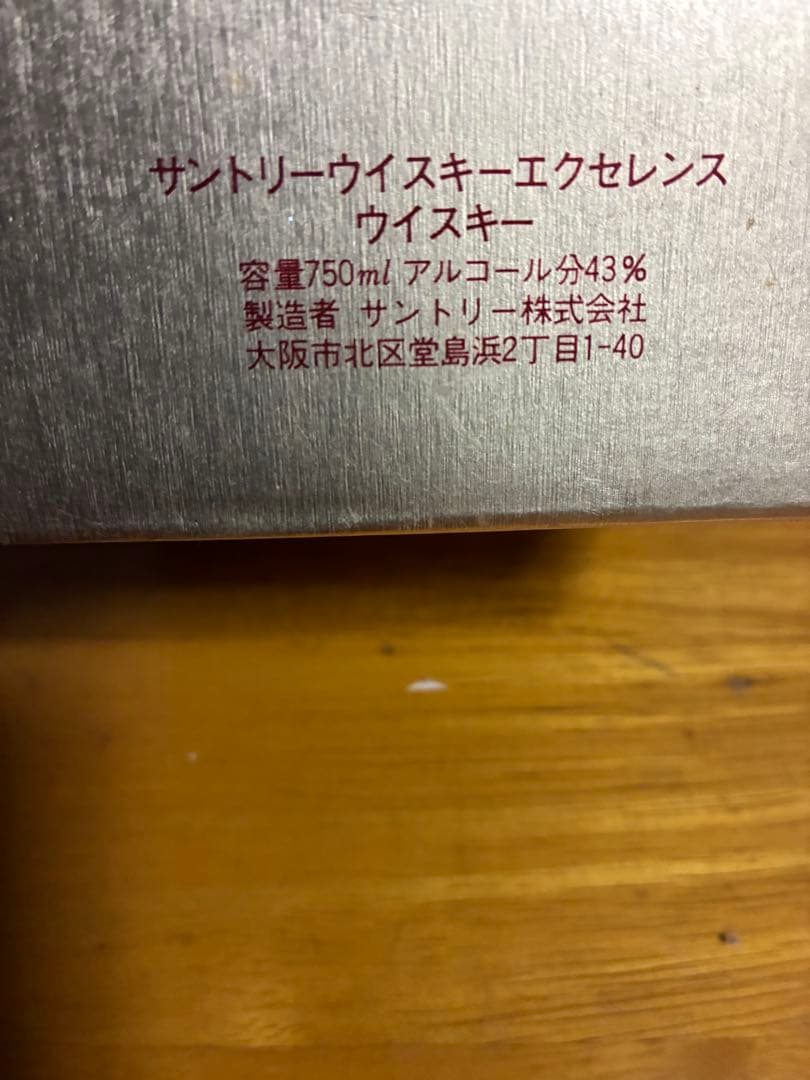 サントリーウイスキーエクセレンス
ウイスキー
容量750ml アルコール分43%
製造者 サントリー株式会社
大阪市北区堂島浜2丁目1-40